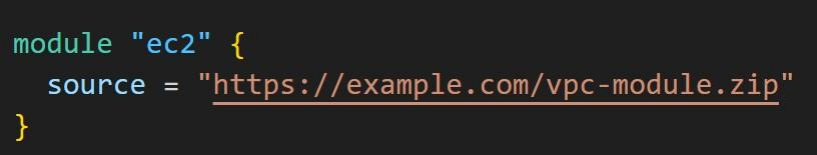 module "ec2" {
  source = "https://example.com/vpc-module.zip"
}